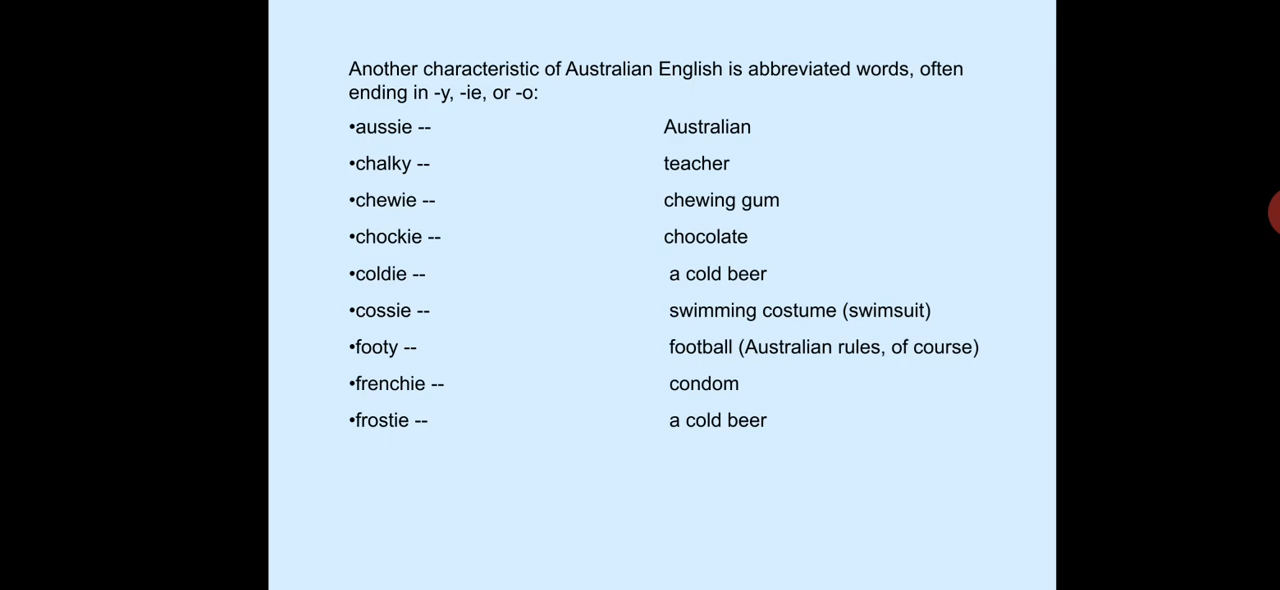 Another characteristic of Australian English is abbreviated words, often
ending in -y, -ie, or -o:
•aussie -- Australian
•chalky -- teacher
•chewie -- chewing gum
•chockie -- chocolate
•coldie -- a cold beer
•cossie -- swimming costume (swimsuit)
•footy -- football (Australian rules, of course)
•frenchie -- condom
•frostie -- a cold beer